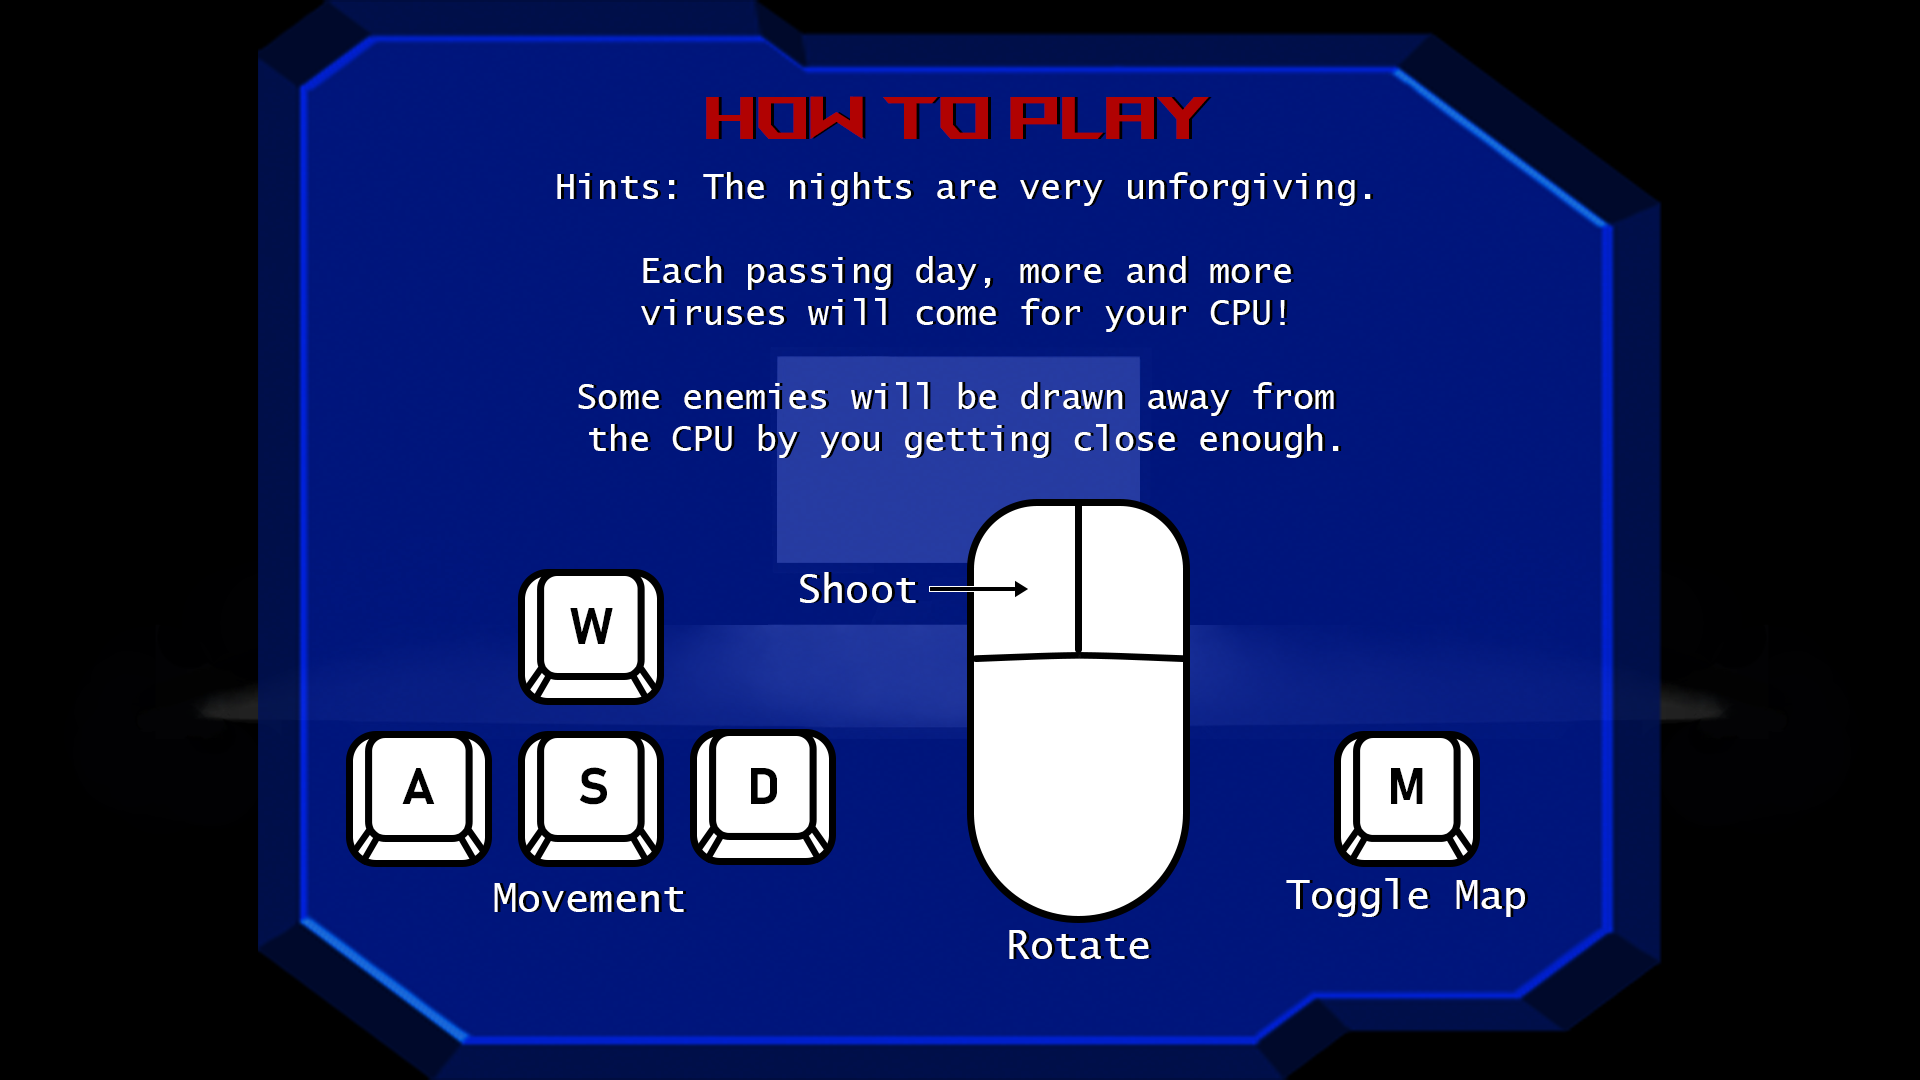 HOW TO PLAY
Hints: The nights are very unforgiving.
Each passing day, more and more
viruses will come for your CPU!
Some enemies will be drawn away from
the CPU by you getting close enough.
Shoot
W
A S D
M
Movement
Toggle Map
Rotate